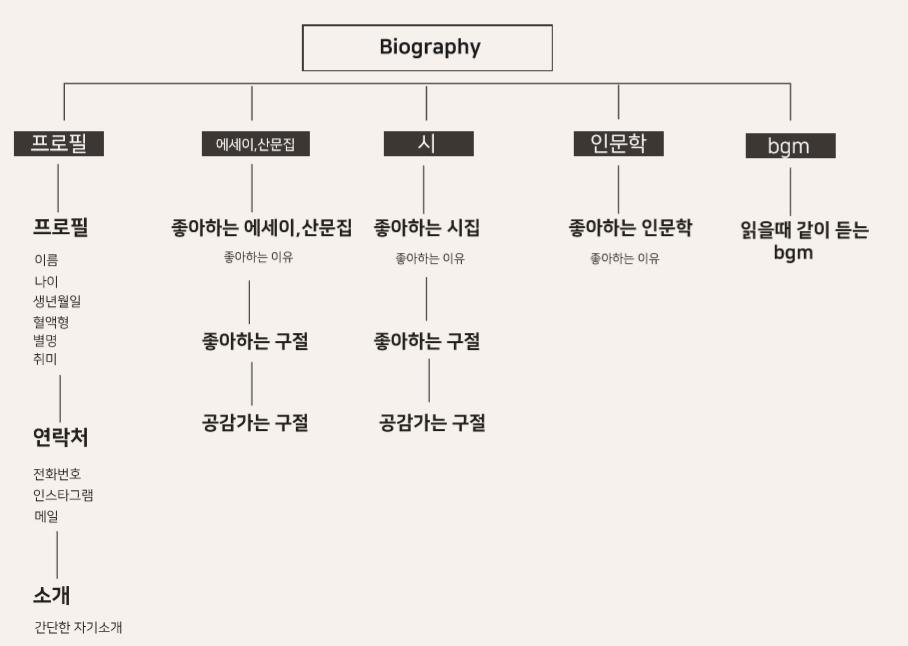 Biography
프로필
에세이,산문집
시
인문학
bgm
프로필
이름
나이
생년월일
혈액형
별명
취미
연락처
전화번호
인스타그램
메일
소개
간단한 자기소개
좋아하는 에세이,산문집
좋아하는 이유
좋아하는 구절
공감가는 구절
좋아하는 시집
좋아하는 이유
좋아하는 구절
공감가는 구절
좋아하는 인문학
좋아하는 이유
읽을때 같이 듣는
bgm